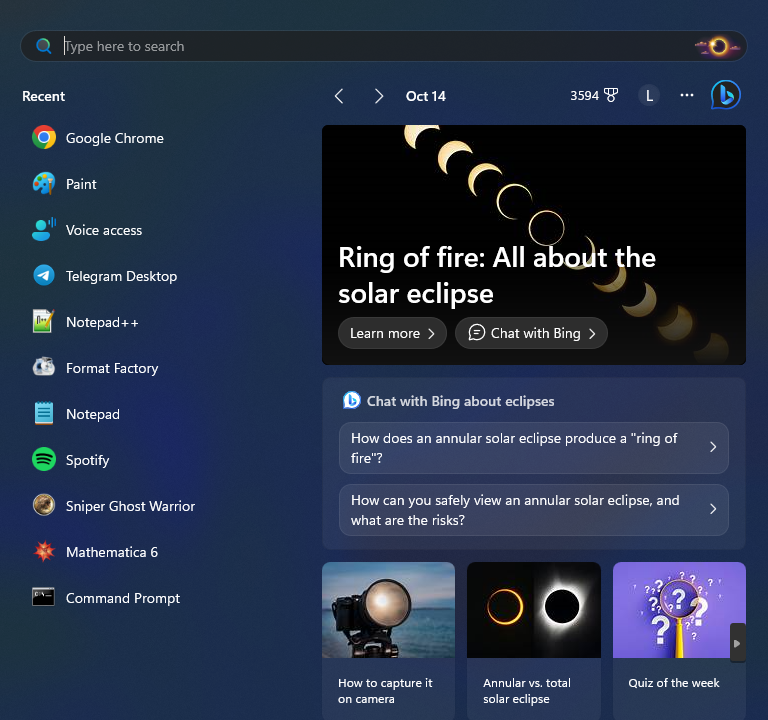 Type here to search
Recent
Google Chrome
Paint
Voice access
Telegram Desktop
Notepad++
Format Factory
Notepad
Spotify
Sniper Ghost Warrior
Mathematica 6
Command Prompt
Oct 14
3594
L
Ring of fire: All about the
solar eclipse
Learn more
Chat with Bing
Chat with Bing about eclipses
How does an annular solar eclipse produce a "ring of
fire"?
How can you safely view an annular solar eclipse, and
what are the risks?
How to capture it
on camera
Annular vs. total
solar eclipse
Quiz of the week